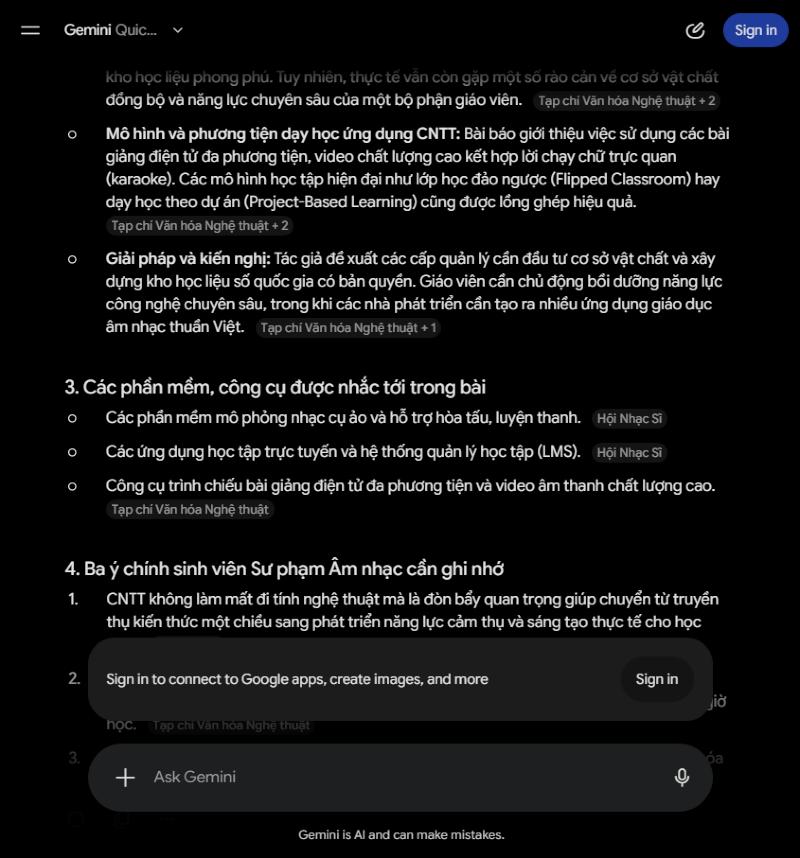 Gemini Quic...
Sign in
kho học liệu phong phú. Tuy nhiên, thực tế vẫn còn gặp một số rào cản về cơ sở vật chất
đồng bộ và năng lực chuyên sâu của một bộ phận giáo viên. Tạp chí Văn hóa Nghệ thuật + 2
Mô hình và phương tiện dạy học ứng dụng CNTT: Bài báo giới thiệu việc sử dụng các bài
giảng điện tử đa phương tiện, video chất lượng cao kết hợp lời chạy chữ trực quan
(karaoke). Các mô hình học tập hiện đại như lớp học đảo ngược (Flipped Classroom) hay
dạy học theo dự án (Project-Based Learning) cũng được lồng ghép hiệu quả.
Tạp chí Văn hóa Nghệ thuật + 2
Giải pháp và kiến nghị: Tác giả đề xuất các cấp quản lý cần đầu tư cơ sở vật chất và xây
dựng kho học liệu số quốc gia có bản quyền. Giáo viên cần chủ động bồi dưỡng năng lực
công nghệ chuyên sâu, trong khi các nhà phát triển cần tạo ra nhiều ứng dụng giáo dục
âm nhạc thuần Việt. Tạp chí Văn hóa Nghệ thuật + 1
3. Các phần mềm, công cụ được nhắc tới trong bài
Các phần mềm mô phỏng nhạc cụ ảo và hỗ trợ hòa tấu, luyện thanh. Hội Nhạc Sĩ
Các ứng dụng học tập trực tuyến và hệ thống quản lý học tập (LMS). Hội Nhạc Sĩ
Công cụ trình chiếu bài giảng điện tử đa phương tiện và video âm thanh chất lượng cao.
Tạp chí Văn hóa Nghệ thuật
4. Ba ý chính sinh viên Sư phạm Âm nhạc cần ghi nhớ
1. CNTT không làm mất đi tính nghệ thuật mà là đòn bẩy quan trọng giúp chuyển từ truyền
thụ kiến thức một chiều sang phát triển năng lực cảm thụ và sáng tạo thực tế cho học
2.
Sign in to connect to Google apps, create images, and more
Sign in
giờ
học. Tạp chí Văn hóa Nghệ thuật
3.
Ask Gemini
Gemini is AI and can make mistakes.